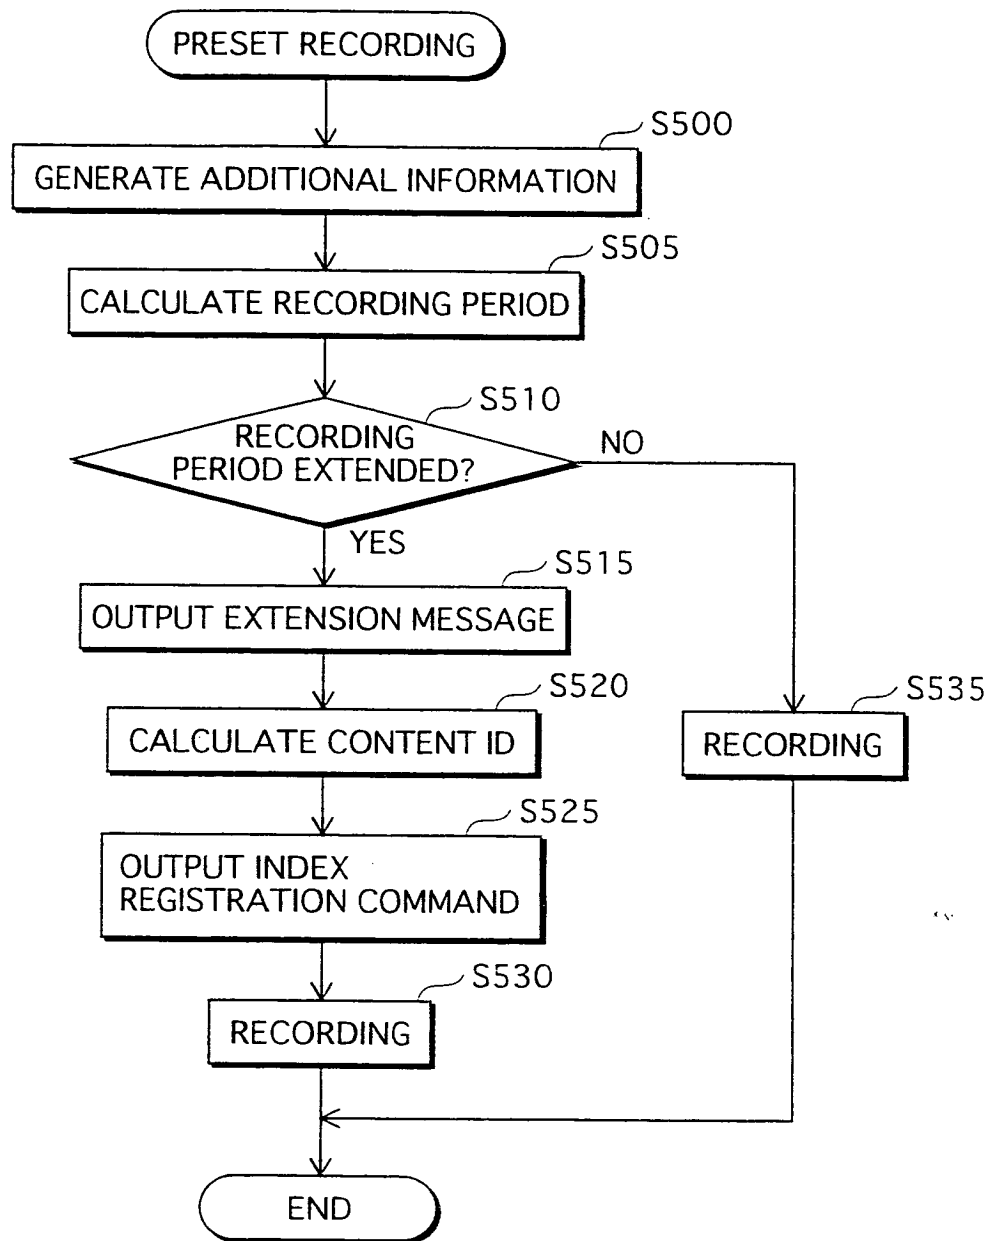 PRESET RECORDING
S500
GENERATE ADDITIONAL INFORMATION
S505
CALCULATE RECORDING PERIOD
S510
RECORDING
PERIOD EXTENDED?
NO
YES
S515
OUTPUT EXTENSION MESSAGE
S520
CALCULATE CONTENT ID
S535
RECORDING
S525
OUTPUT INDEX
REGISTRATION COMMAND
S530
RECORDING
END